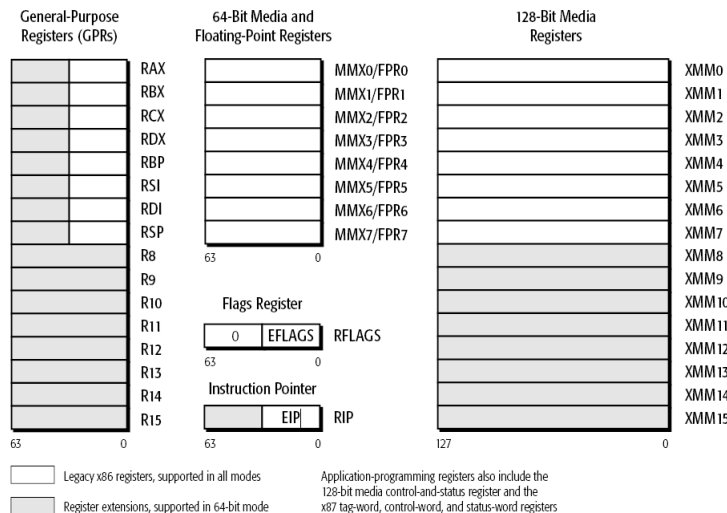 General-Purpose
Registers (GPRs)
RAX
RBX
RCX
RDX
RBP
RSI
RDI
RSP
R8
R9
R10
R11
R12
R13
R14
R15
63 0
64-Bit Media and
Floating-Point Registers
MMX0/FPR0
MMX1/FPR1
MMX2/FPR2
MMX3/FPR3
MMX4/FPR4
MMX5/FPR5
MMX6/FPR6
MMX7/FPR7
63 0
Flags Register
0 EFLAGS RFLAGS
63 0
Instruction Pointer
EIP RIP
63 0
128-Bit Media
Registers
XMM0
XMM1
XMM2
XMM3
XMM4
XMM5
XMM6
XMM7
XMM8
XMM9
XMM10
XMM11
XMM12
XMM13
XMM14
XMM15
127 0
Legacy x86 registers, supported in all modes
Register extensions, supported in 64-bit mode
Application-programming registers also include the
128-bit media control-and-status register and the
x87 tag-word, control-word, and status-word registers